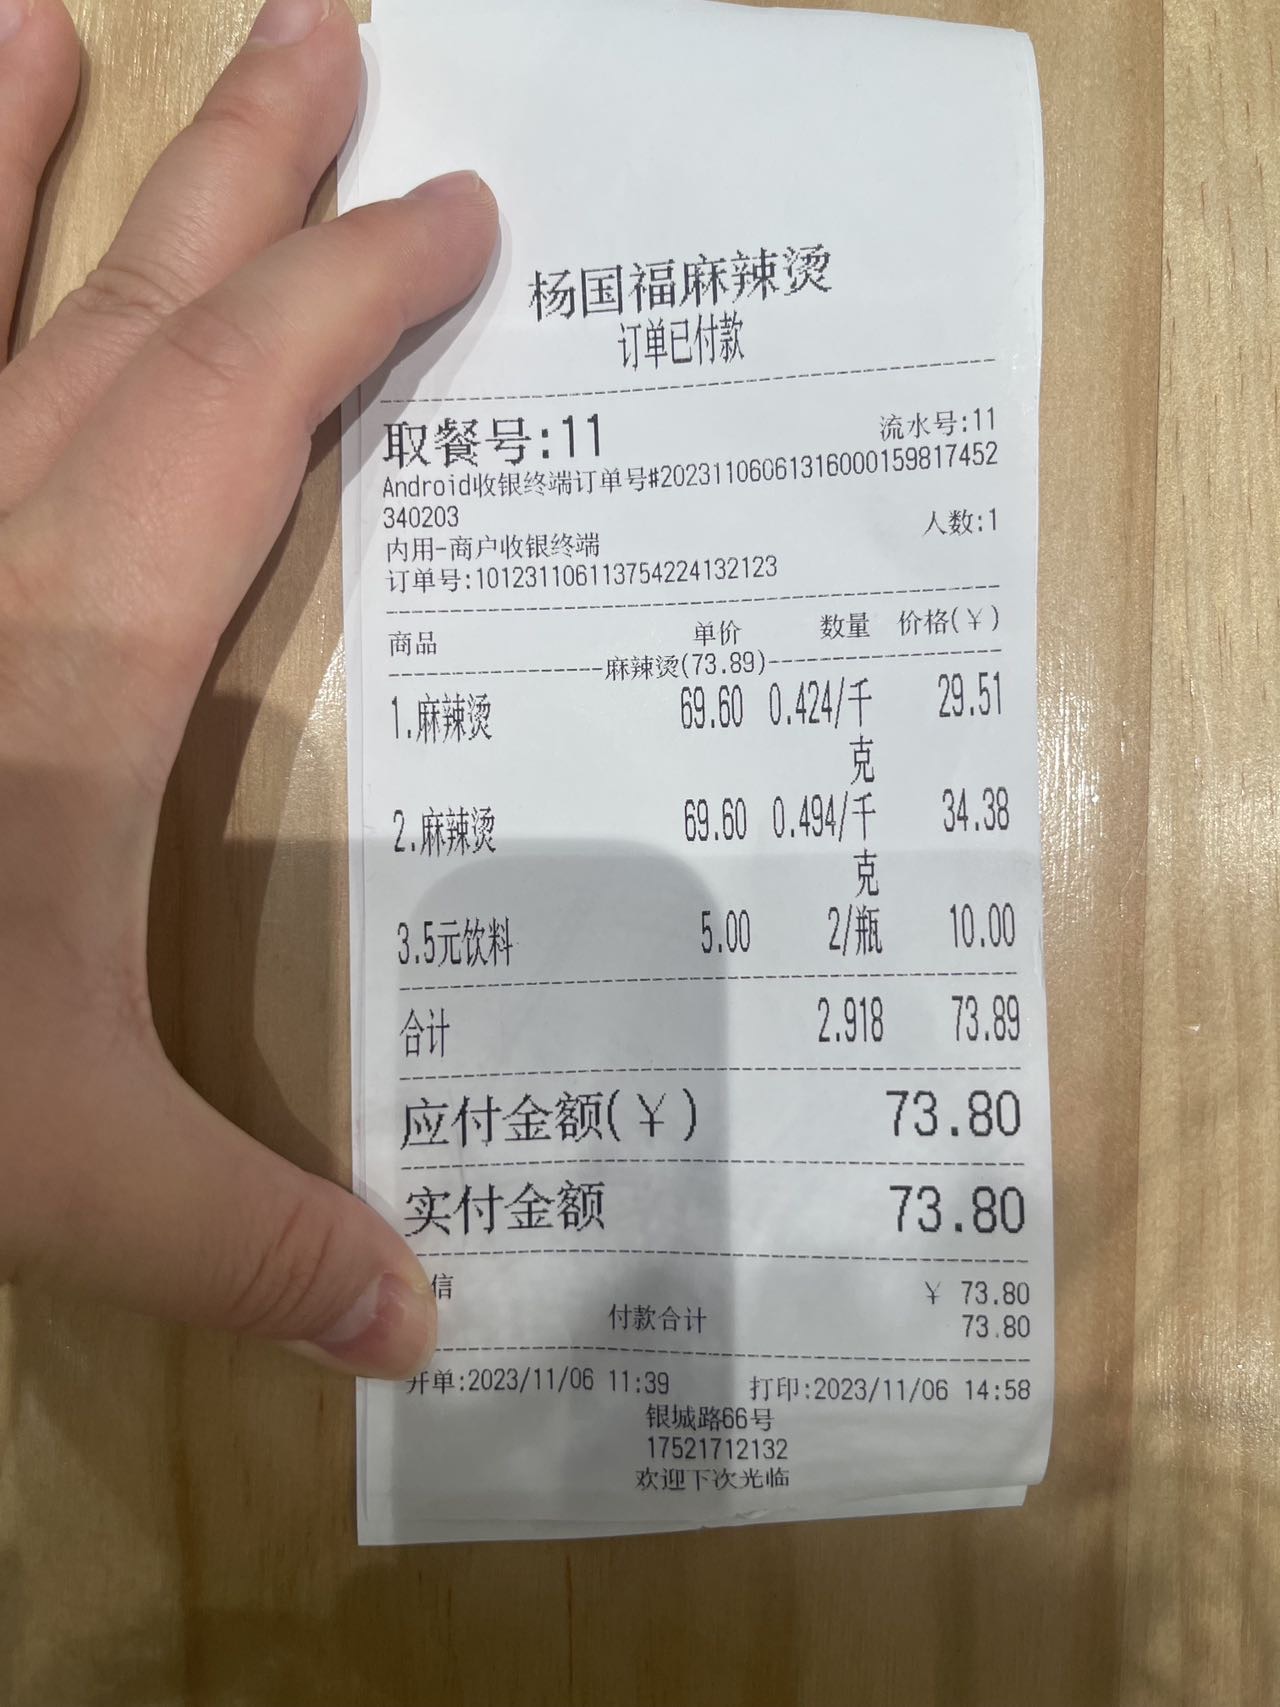 杨国福麻辣烫
订单已付款
取餐号:11 流水号:11
Android收银终端订单号#20231106061316000159817452
340203
人数:1
内用-商户收银终端
订单号:101231106113754224132123
商品 单价 数量 价格(¥)
麻辣烫(73.89)
1.麻辣烫 69.60 0.424/千 29.51
克
2.麻辣烫 69.60 0.494/千 34.38
克
3.5元饮料 5.00 2/瓶 10.00
合计 2.918 73.89
应付金额(¥) 73.80
实付金额 73.80
信 ¥ 73.80
付款合计 73.80
开单:2023/11/06 11:39 打印:2023/11/06 14:58
银城路66号
17521712132
欢迎下次光临